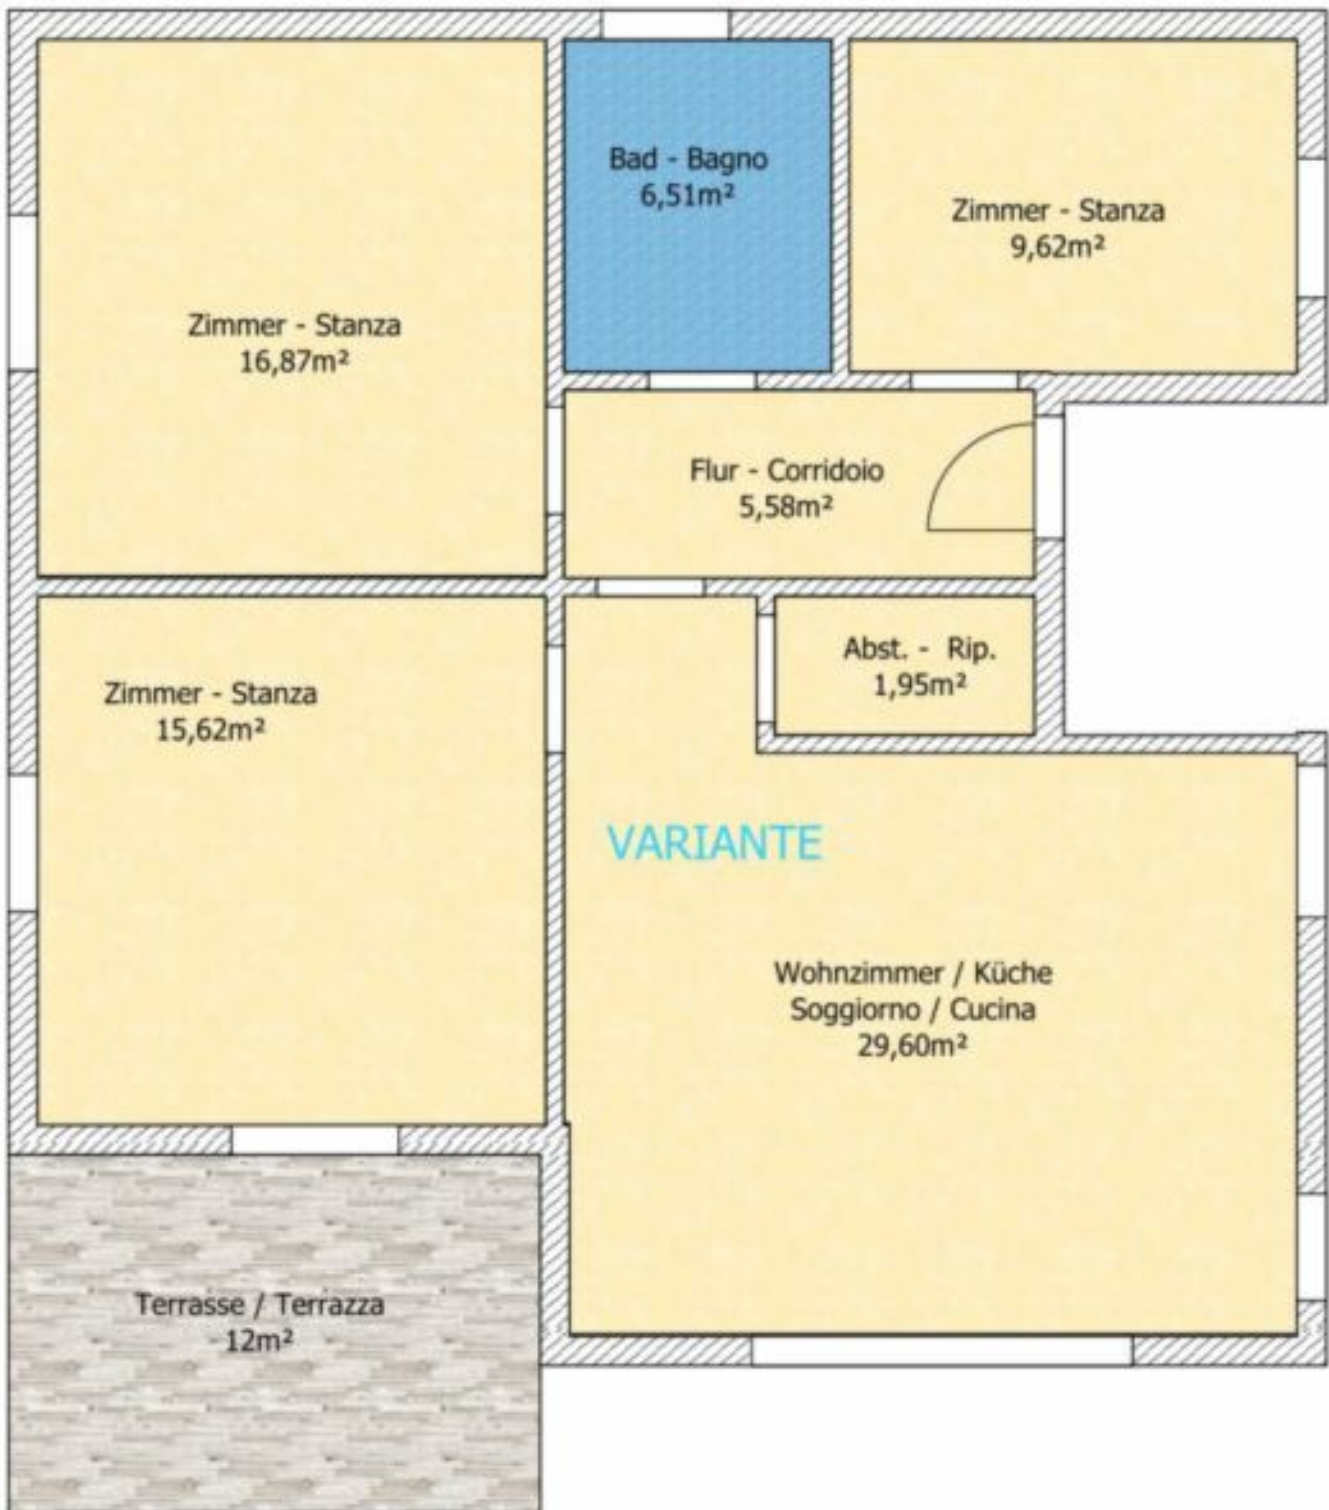 Bad - Bagno
6,51m²
Zimmer - Stanza
9,62m²
Zimmer - Stanza
16,87m²
Flur - Corridoio
5,58m²
Abst. - Rip.
1,95m²
Zimmer - Stanza
15,62m²
VARIANTE
Wohnzimmer / Küche
Soggiorno / Cucina
29,60m²
Terrasse / Terrazza
12m²